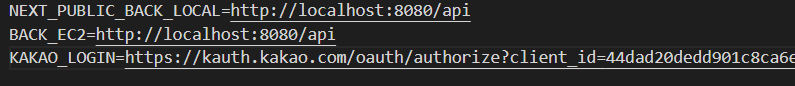 NEXT_PUBLIC_BACK_LOCAL=http://localhost:8080/api
BACK_EC2=http://localhost:8080/api
KAKAO_LOGIN=https://kauth.kakao.com/oauth/authorize?client_id=44dad20dedd901c8ca6e